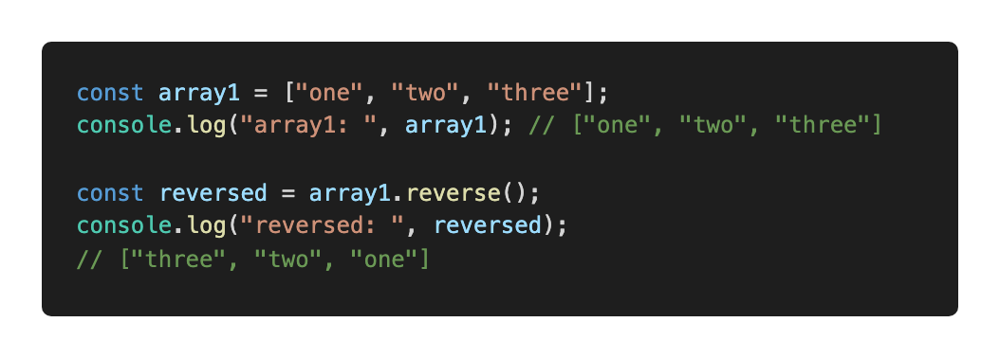 const array1 = ["one", "two", "three"];
console.log("array1: ", array1); // ["one", "two", "three"]
const reversed = array1.reverse();
console.log("reversed: ", reversed);
// ["three", "two", "one"]